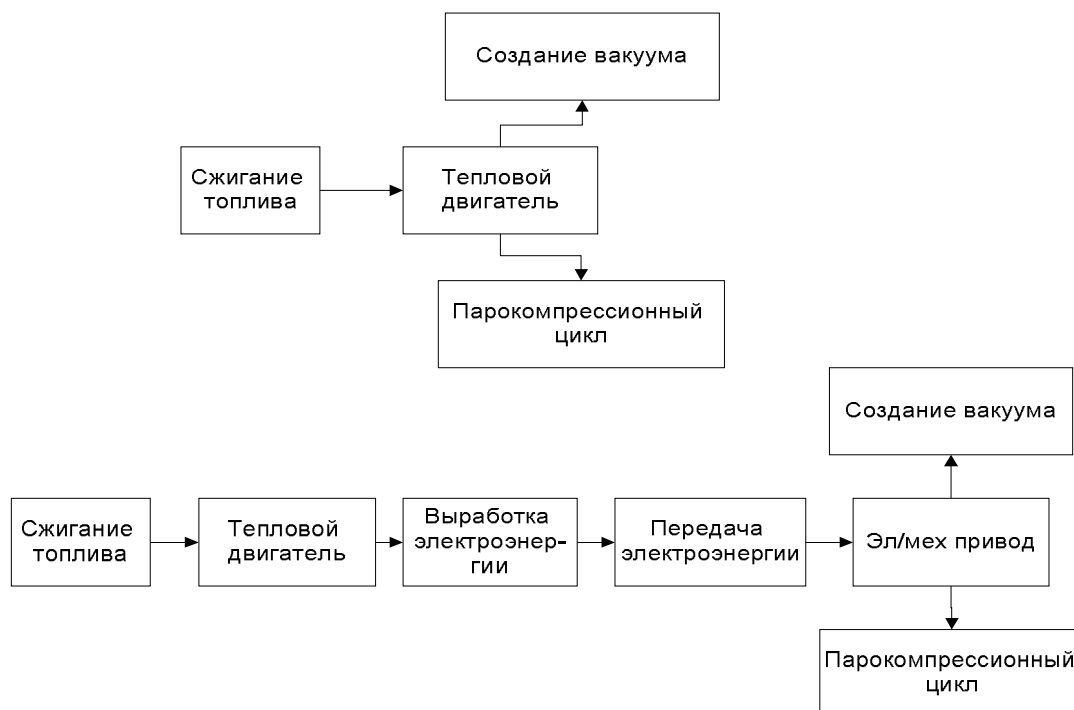 Создание вакуума
Сжигание
топлива
Тепловой
двигатель
Парокомпрессионный
цикл
Создание вакуума
Сжигание
топлива
Тепловой
двигатель
Выработка
электроэнер-
гии
Передача
электроэнергии
Эл/мех привод
Парокомпрессионный
цикл